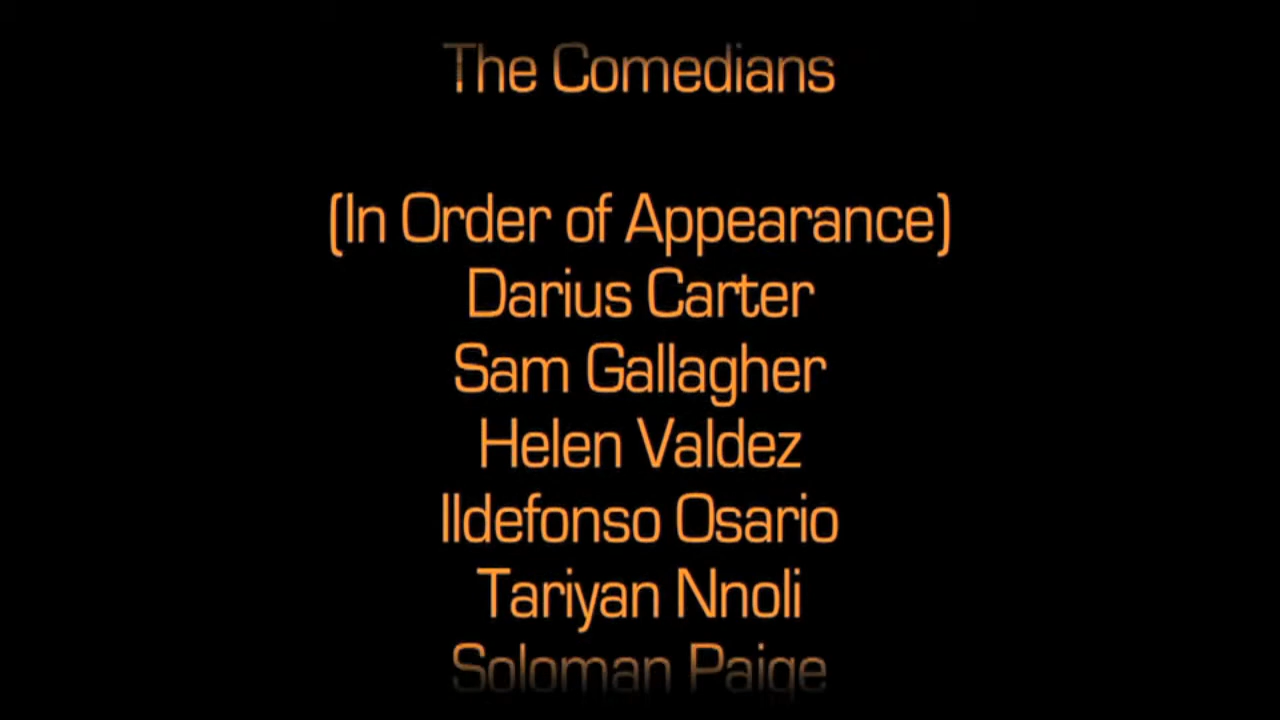 The Comedians
(In Order of Appearance)
Darius Carter
Sam Gallagher
Helen Valdez
Ildefonso Osario
Tariyan Nnoli
Soloman Paige